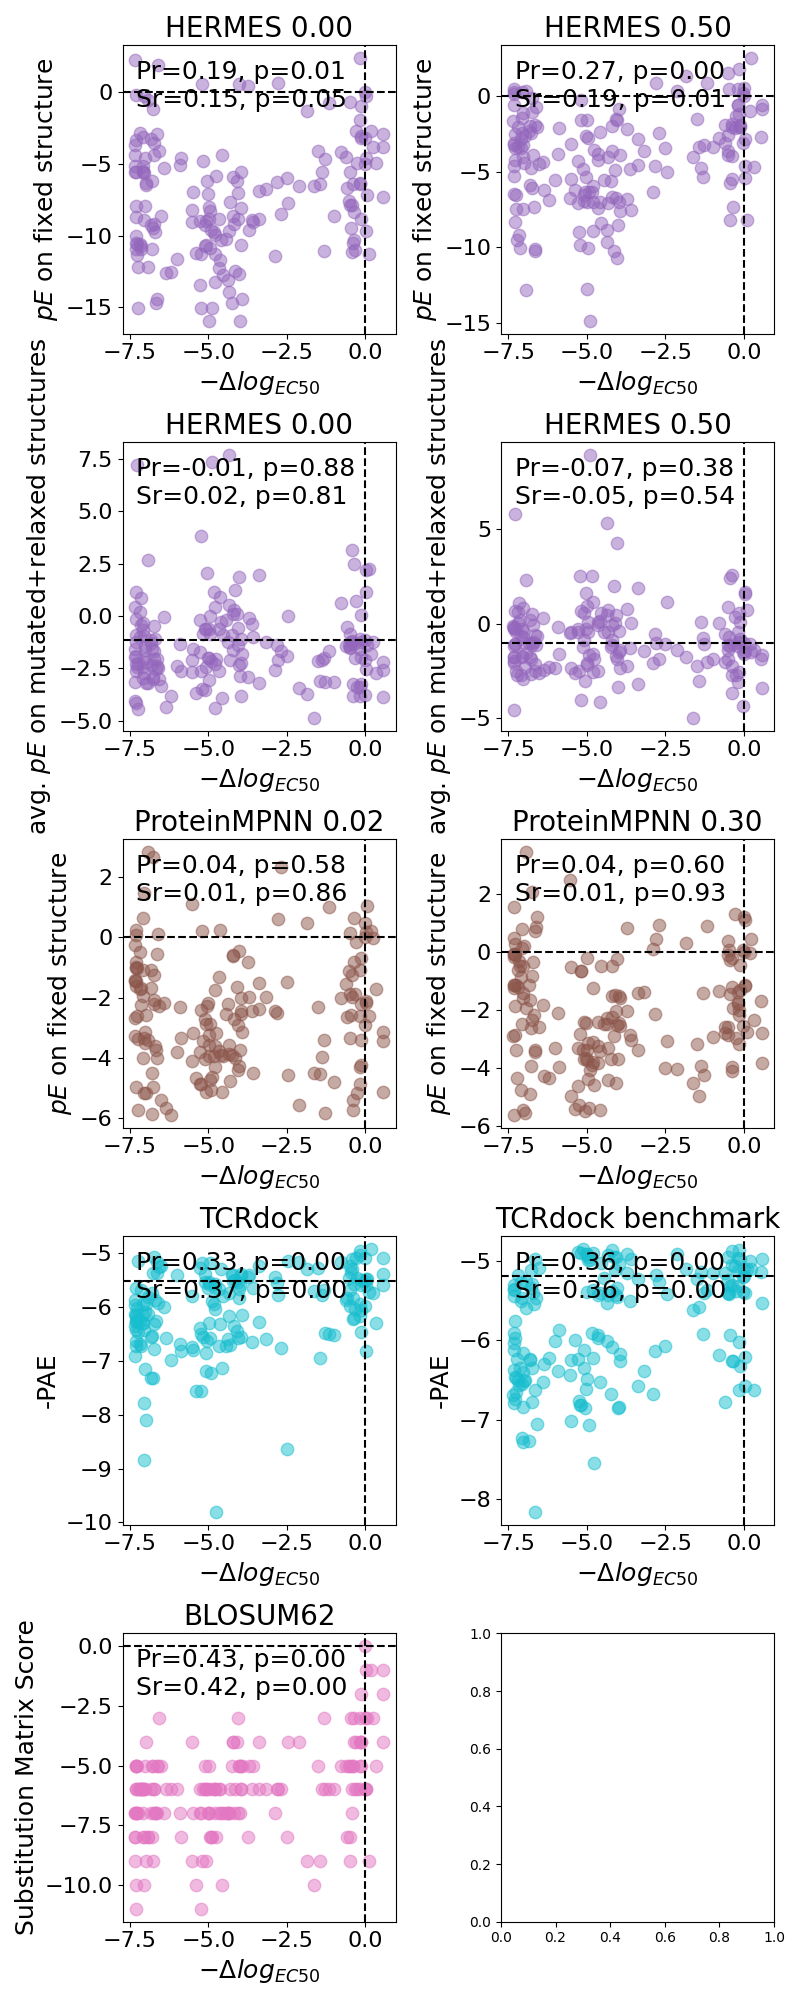 HERMES 0.00
Pr=0.19, p=0.01
Sr=0.15, p=0.05
pE on fixed structure
0
−5
−10
−15
−7.5 −5.0 −2.5 0.0
−Δlog_EC50
HERMES 0.50
Pr=0.27, p=0.00
Sr=0.19, p=0.01
pE on fixed structure
0
−5
−10
−15
−7.5 −5.0 −2.5 0.0
−Δlog_EC50
HERMES 0.00
Pr=-0.01, p=0.88
Sr=0.02, p=0.81
avg. pE on mutated+relaxed structures
7.5
5.0
2.5
0.0
−2.5
−5.0
−7.5 −5.0 −2.5 0.0
−Δlog_EC50
HERMES 0.50
Pr=-0.07, p=0.38
Sr=-0.05, p=0.54
avg. pE on mutated+relaxed structures
5
0
−5
−7.5 −5.0 −2.5 0.0
−Δlog_EC50
ProteinMPNN 0.02
Pr=0.04, p=0.58
Sr=0.01, p=0.86
pE on fixed structure
2
0
−2
−4
−6
−7.5 −5.0 −2.5 0.0
−Δlog_EC50
ProteinMPNN 0.30
Pr=0.04, p=0.60
Sr=0.01, p=0.93
pE on fixed structure
2
0
−2
−4
−6
−7.5 −5.0 −2.5 0.0
−Δlog_EC50
TCRdock
Pr=0.33, p=0.00
Sr=0.37, p=0.00
-PAE
−5
−6
−7
−8
−9
−10
−7.5 −5.0 −2.5 0.0
−Δlog_EC50
TCRdock benchmark
Pr=0.36, p=0.00
Sr=0.36, p=0.00
-PAE
−5
−6
−7
−8
−7.5 −5.0 −2.5 0.0
−Δlog_EC50
BLOSUM62
Pr=0.43, p=0.00
Sr=0.42, p=0.00
Substitution Matrix Score
0.0
−2.5
−5.0
−7.5
−10.0
−7.5 −5.0 −2.5 0.0
−Δlog_EC50
1.0
0.8
0.6
0.4
0.2
0.0
0.0 0.2 0.4 0.6 0.8 1.0